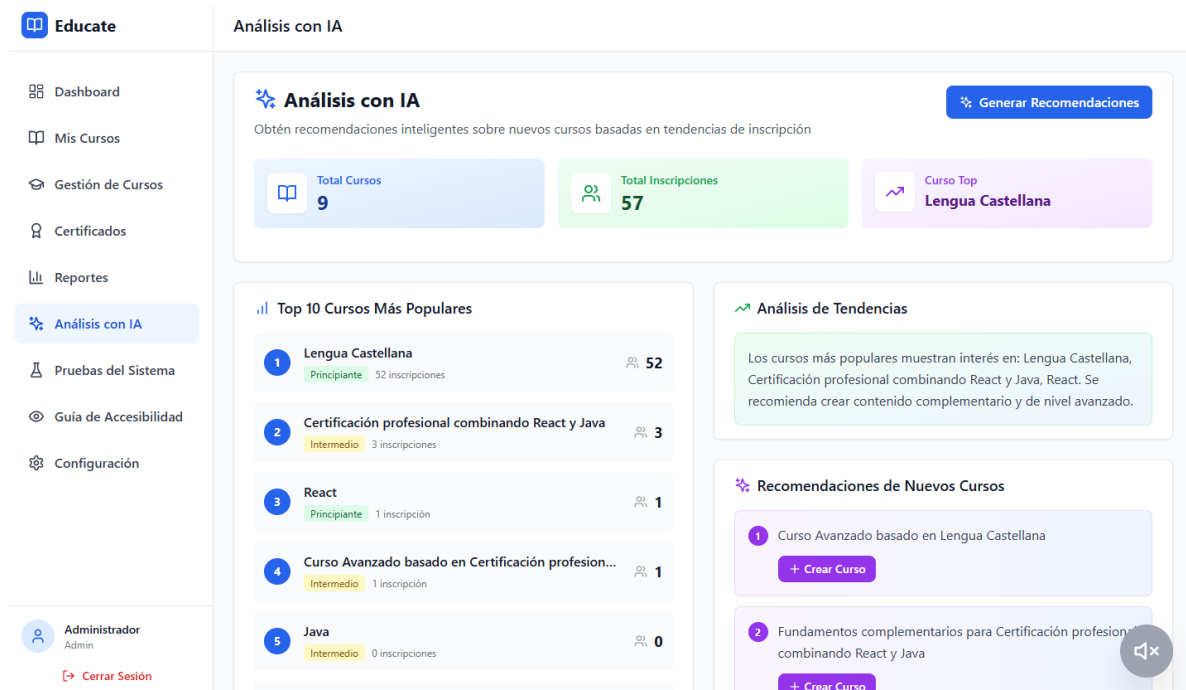 Educate
Análisis con IA
Dashboard
Mis Cursos
Gestión de Cursos
Certificados
Reportes
Análisis con IA
Pruebas del Sistema
Guía de Accesibilidad
Configuración
Administrador
Admin
Cerrar Sesión
Análisis con IA
Generar Recomendaciones
Obtén recomendaciones inteligentes sobre nuevos cursos basadas en tendencias de inscripción
Total Cursos
9
Total Inscripciones
57
Curso Top
Lengua Castellana
Top 10 Cursos Más Populares
1
Lengua Castellana
Principiante 52 inscripciones
52
2
Certificación profesional combinando React y Java
Intermedio 3 inscripciones
3
3
React
Principiante 1 inscripción
1
4
Curso Avanzado basado en Certificación profesion...
Intermedio 1 inscripción
1
5
Java
Intermedio 0 inscripciones
0
Análisis de Tendencias
Los cursos más populares muestran interés en: Lengua Castellana,
Certificación profesional combinando React y Java, React. Se
recomienda crear contenido complementario y de nivel avanzado.
Recomendaciones de Nuevos Cursos
1
Curso Avanzado basado en Lengua Castellana
+ Crear Curso
2
Fundamentos complementarios para Certificación profesional
combinando React y Java
+ Crear Curso